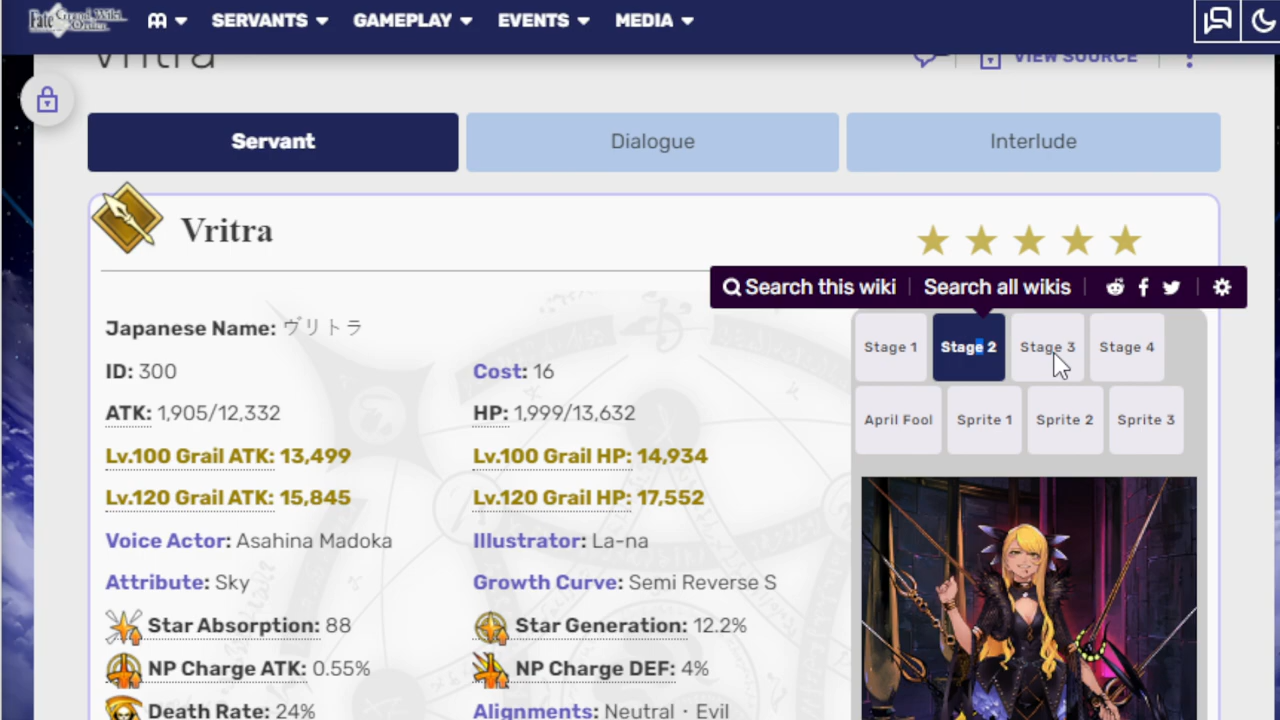 Fate Grand Order Wiki
SERVANTS
GAMEPLAY
EVENTS
MEDIA
Vritra
VIEW SOURCE
Servant
Dialogue
Interlude
Vritra
Search this wiki
Search all wikis
Japanese Name: ヴリトラ
Stage 1
Stage 2
Stage 3
Stage 4
ID: 300
Cost: 16
ATK: 1,905/12,332
HP: 1,999/13,632
April Fool
Sprite 1
Sprite 2
Sprite 3
Lv.100 Grail ATK: 13,499
Lv.100 Grail HP: 14,934
Lv.120 Grail ATK: 15,845
Lv.120 Grail HP: 17,552
Voice Actor: Asahina Madoka
Illustrator: La-na
Attribute: Sky
Growth Curve: Semi Reverse S
Star Absorption: 88
Star Generation: 12.2%
NP Charge ATK: 0.55%
NP Charge DEF: 4%
Death Rate: 24%
Alignments: Neutral・Evil